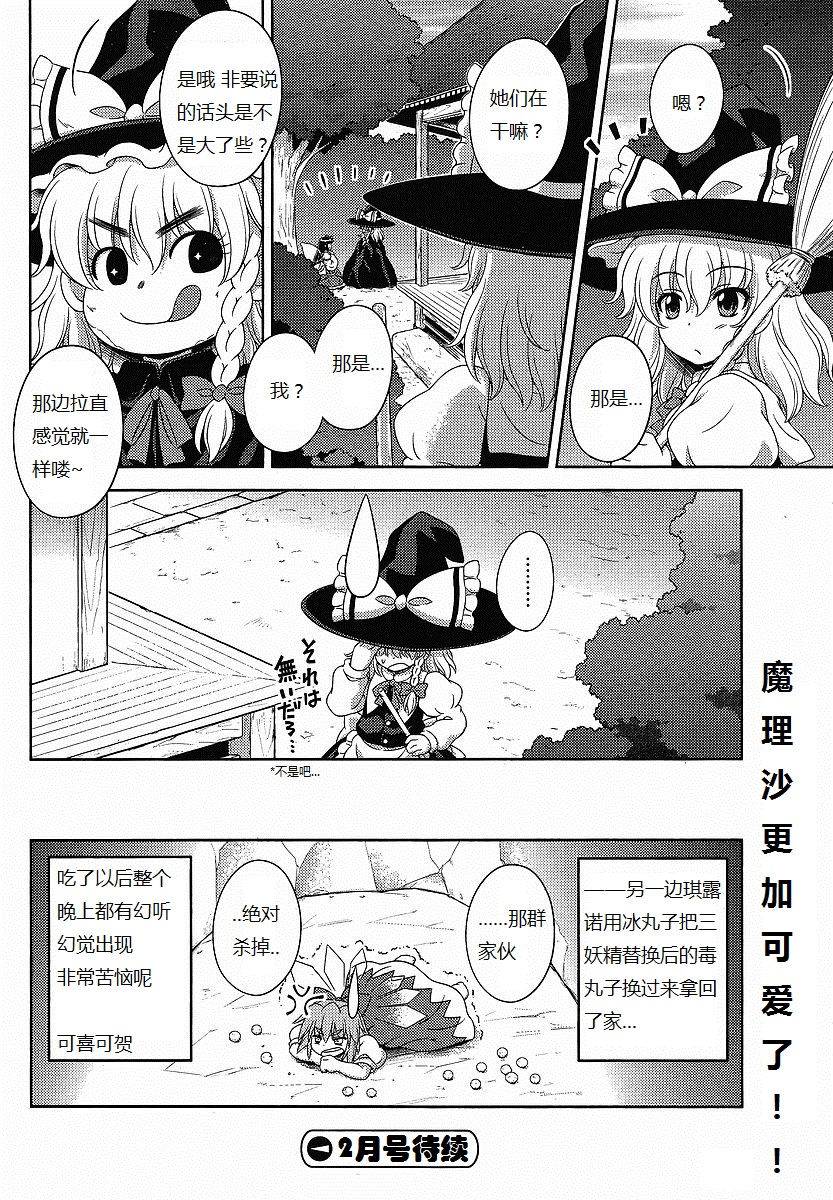 嗯？
那是...
她们在
干嘛？
那是...
我？
是哦 非要说
的话头是不
是大了些？
那边拉直
感觉就一
样喽~
………
それは
無いだろ…
*不是吧...
魔理沙更加可爱了！！
——另一边琪露
诺用冰丸子把三
妖精替换后的毒
丸子换过来拿回
了家...
......那群
家伙
..绝对
杀掉..
吃了以后整个
晚上都有幻听
幻觉出现
非常苦恼呢
可喜可贺
2月号待续